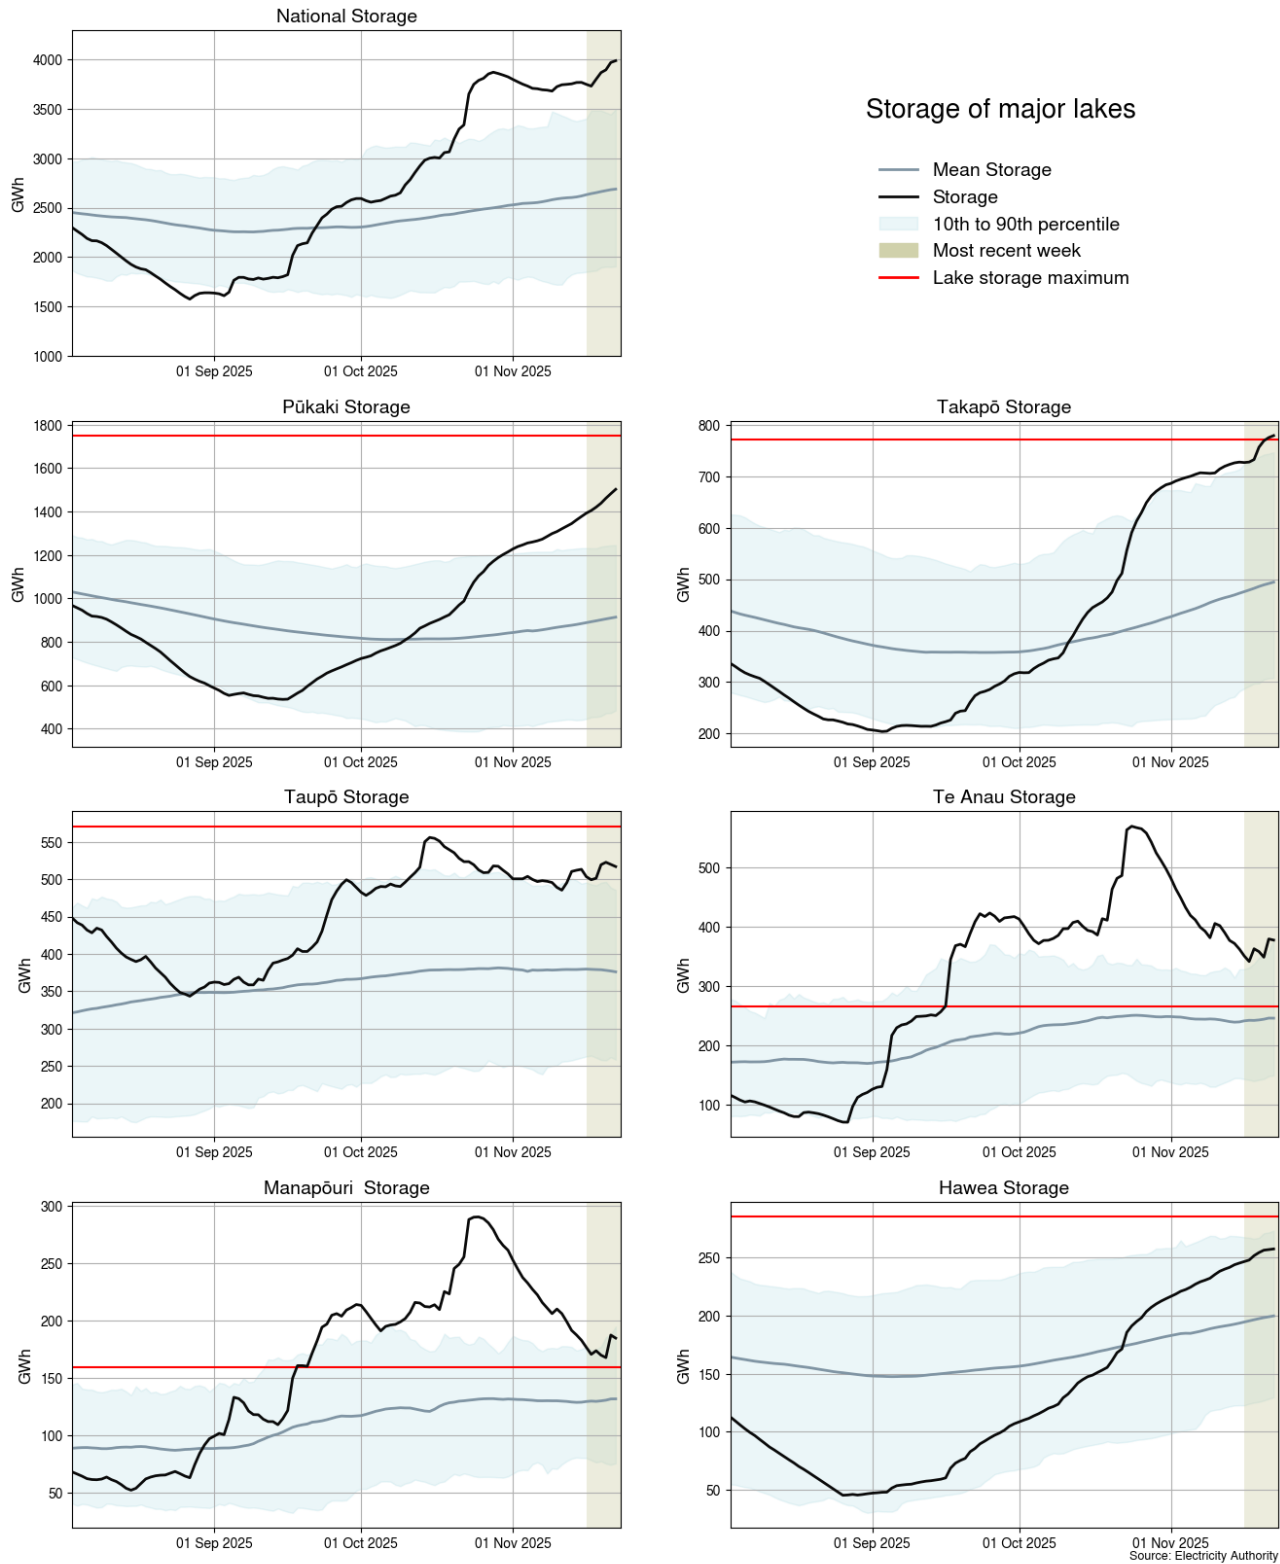 National Storage
4000
3500
3000
2500
2000
1500
1000
GWh
01 Sep 2025
01 Oct 2025
01 Nov 2025
Storage of major lakes
Mean Storage
Storage
10th to 90th percentile
Most recent week
Lake storage maximum
Pūkaki Storage
1800
1600
1400
1200
1000
800
600
400
GWh
01 Sep 2025
01 Oct 2025
01 Nov 2025
Takapō Storage
800
700
600
500
400
300
200
GWh
01 Sep 2025
01 Oct 2025
01 Nov 2025
Taupō Storage
550
500
450
400
350
300
250
200
GWh
01 Sep 2025
01 Oct 2025
01 Nov 2025
Te Anau Storage
500
400
300
200
100
GWh
01 Sep 2025
01 Oct 2025
01 Nov 2025
Manapōuri  Storage
300
250
200
150
100
50
GWh
01 Sep 2025
01 Oct 2025
01 Nov 2025
Hawea Storage
250
200
150
100
50
GWh
01 Sep 2025
01 Oct 2025
01 Nov 2025
Source: Electricity Authority